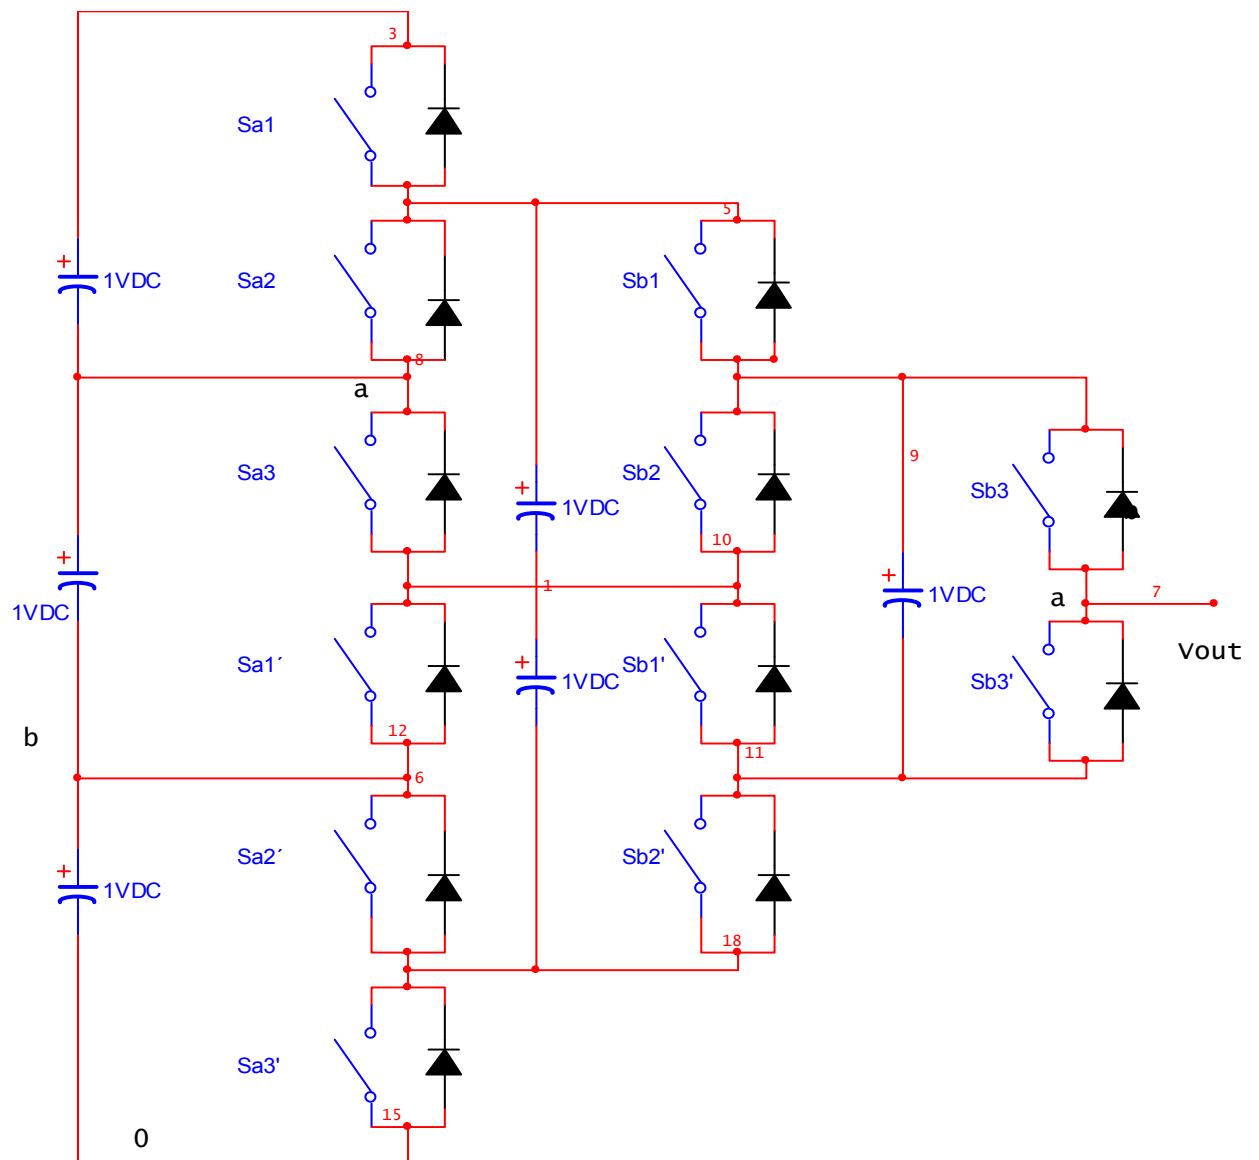 3
Sa1
5
+
1VDC
Sa2
Sb1
8
a
Sa3
Sb2
9
Sb3
+
1VDC
10
+
1VDC
1
+
1VDC
a
7
Vout
Sa1´
+
1VDC
Sb1'
Sb3'
12
11
b
6
Sa2´
Sb2'
+
1VDC
18
Sa3'
15
0